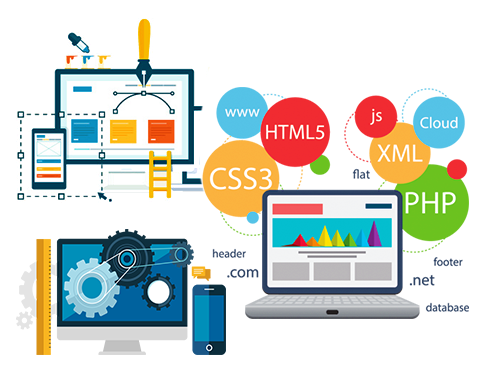 www
HTML5
js
Cloud
XML
CSS3
flat
PHP
header
footer
.com
.net
database